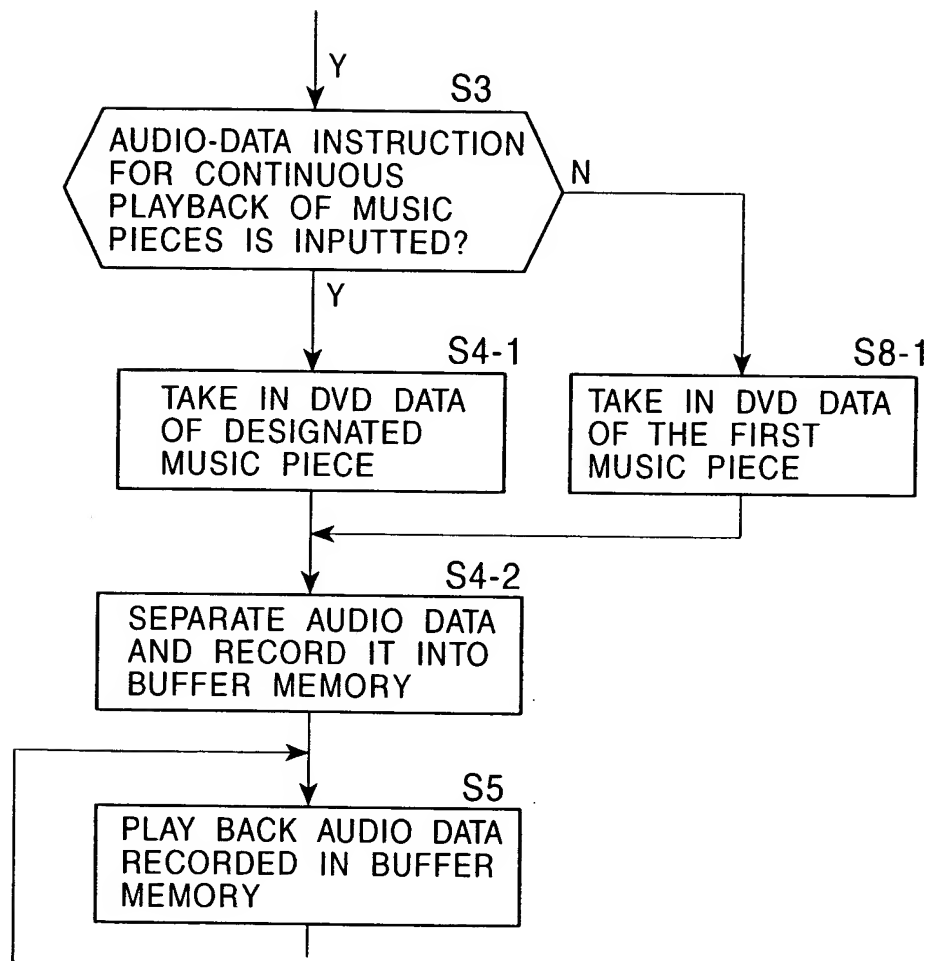 Y
S3
AUDIO-DATA INSTRUCTION
FOR CONTINUOUS
PLAYBACK OF MUSIC
PIECES IS INPUTTED?
N
Y
S4-1
TAKE IN DVD DATA
OF DESIGNATED
MUSIC PIECE
S8-1
TAKE IN DVD DATA
OF THE FIRST
MUSIC PIECE
S4-2
SEPARATE AUDIO DATA
AND RECORD IT INTO
BUFFER MEMORY
S5
PLAY BACK AUDIO DATA
RECORDED IN BUFFER
MEMORY